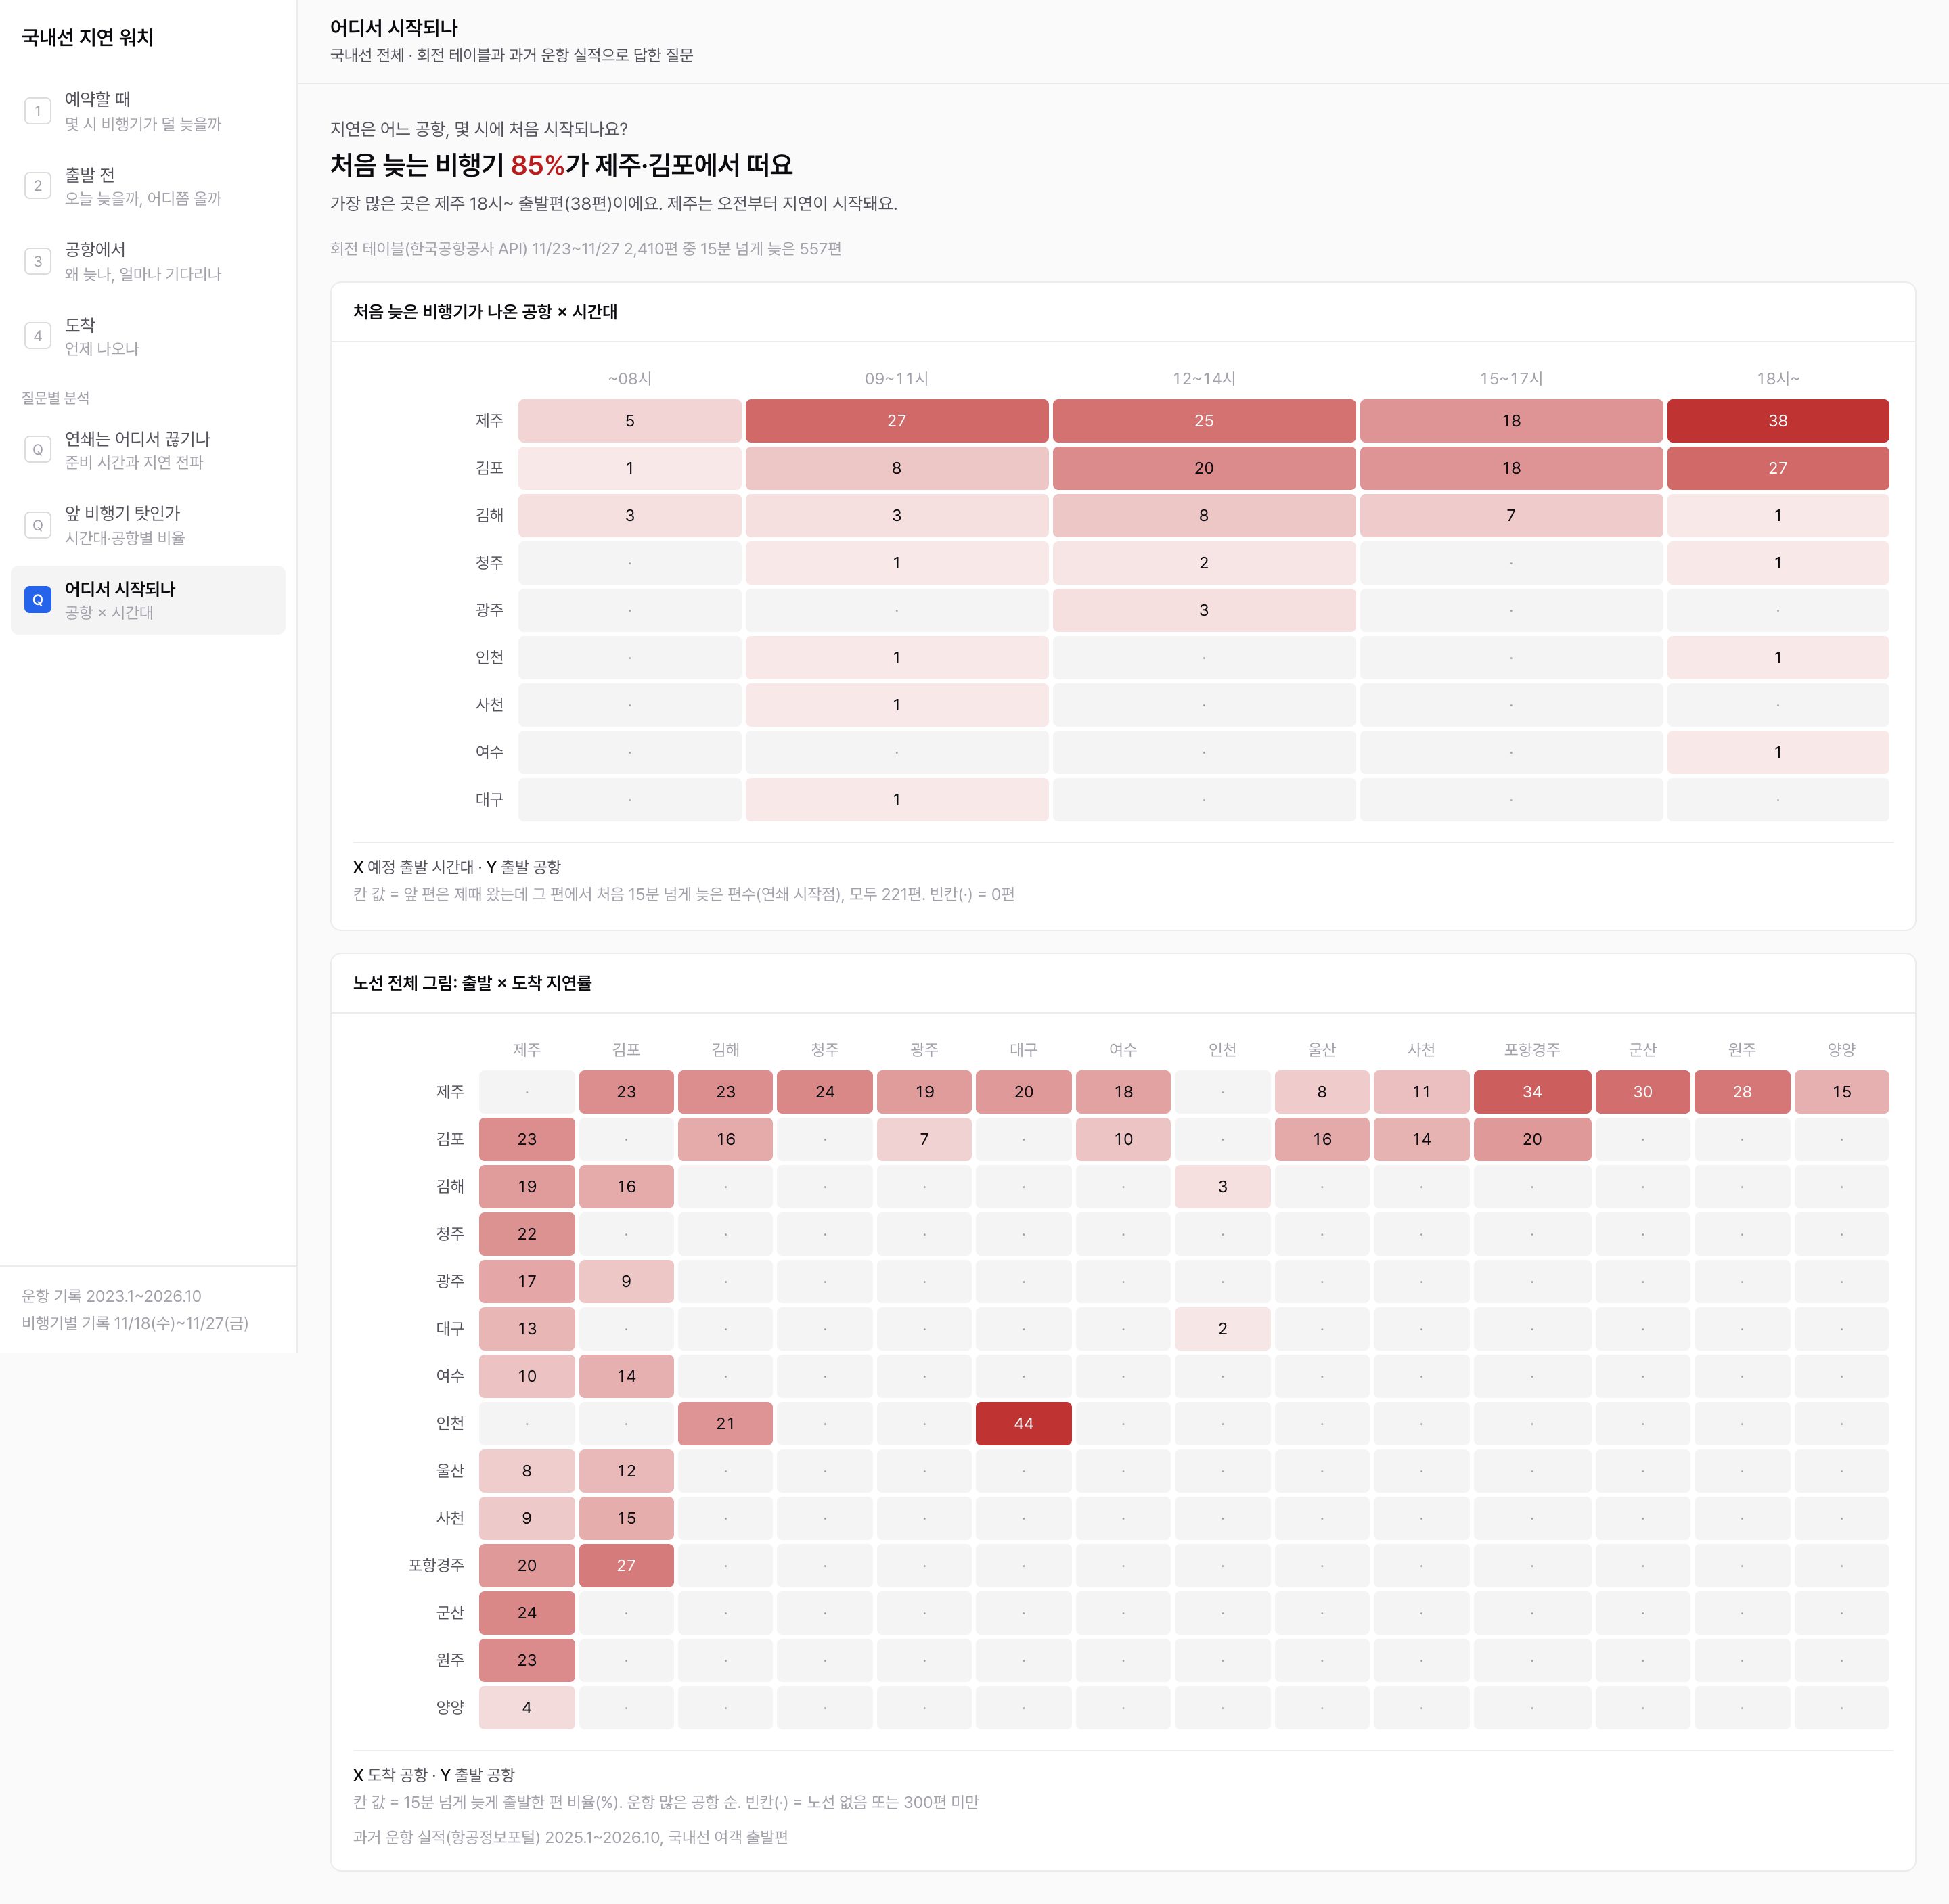 국내선 지연 워치
1
예약할 때
몇 시 비행기가 덜 늦을까
2
출발 전
오늘 늦을까, 어디쯤 올까
3
공항에서
왜 늦나, 얼마나 기다리나
4
도착
언제 나오나
질문별 분석
Q
연쇄는 어디서 끊기나
준비 시간과 지연 전파
Q
앞 비행기 탓인가
시간대·공항별 비율
Q
어디서 시작되나
공항 × 시간대
운항 기록 2023.1~2026.10
비행기별 기록 11/18(수)~11/27(금)
어디서 시작되나
국내선 전체 · 회전 테이블과 과거 운항 실적으로 답한 질문
지연은 어느 공항, 몇 시에 처음 시작되나요?
처음 늦는 비행기 85%가 제주·김포에서 떠요
가장 많은 곳은 제주 18시~ 출발편(38편)이에요. 제주는 오전부터 지연이 시작돼요.
회전 테이블(한국공항공사 API) 11/23~11/27 2,410편 중 15분 넘게 늦은 557편
처음 늦은 비행기가 나온 공항 × 시간대
~08시 09~11시 12~14시 15~17시 18시~
제주 5 27 25 18 38
김포 1 8 20 18 27
김해 3 3 8 7 1
청주 · 1 2 · 1
광주 · · 3 · ·
인천 · 1 · · 1
사천 · 1 · · ·
여수 · · · · 1
대구 · 1 · · ·
X 예정 출발 시간대 · Y 출발 공항
칸 값 = 앞 편은 제때 왔는데 그 편에서 처음 15분 넘게 늦은 편수(연쇄 시작점), 모두 221편. 빈칸(·) = 0편
노선 전체 그림: 출발 × 도착 지연률
제주 김포 김해 청주 광주 대구 여수 인천 울산 사천 포항경주 군산 원주 양양
제주 · 23 23 24 19 20 18 · 8 11 34 30 28 15
김포 23 · 16 · 7 · 10 · 16 14 20 · · ·
김해 19 16 · · · · · 3 · · · · · ·
청주 22 · · · · · · · · · · · · ·
광주 17 9 · · · · · · · · · · · ·
대구 13 · · · · · · 2 · · · · · ·
여수 10 14 · · · · · · · · · · · ·
인천 · · 21 · · 44 · · · · · · · ·
울산 8 12 · · · · · · · · · · · ·
사천 9 15 · · · · · · · · · · · ·
포항경주 20 27 · · · · · · · · · · · ·
군산 24 · · · · · · · · · · · · ·
원주 23 · · · · · · · · · · · · ·
양양 4 · · · · · · · · · · · · ·
X 도착 공항 · Y 출발 공항
칸 값 = 15분 넘게 늦게 출발한 편 비율(%). 운항 많은 공항 순. 빈칸(·) = 노선 없음 또는 300편 미만
과거 운항 실적(항공정보포털) 2025.1~2026.10, 국내선 여객 출발편